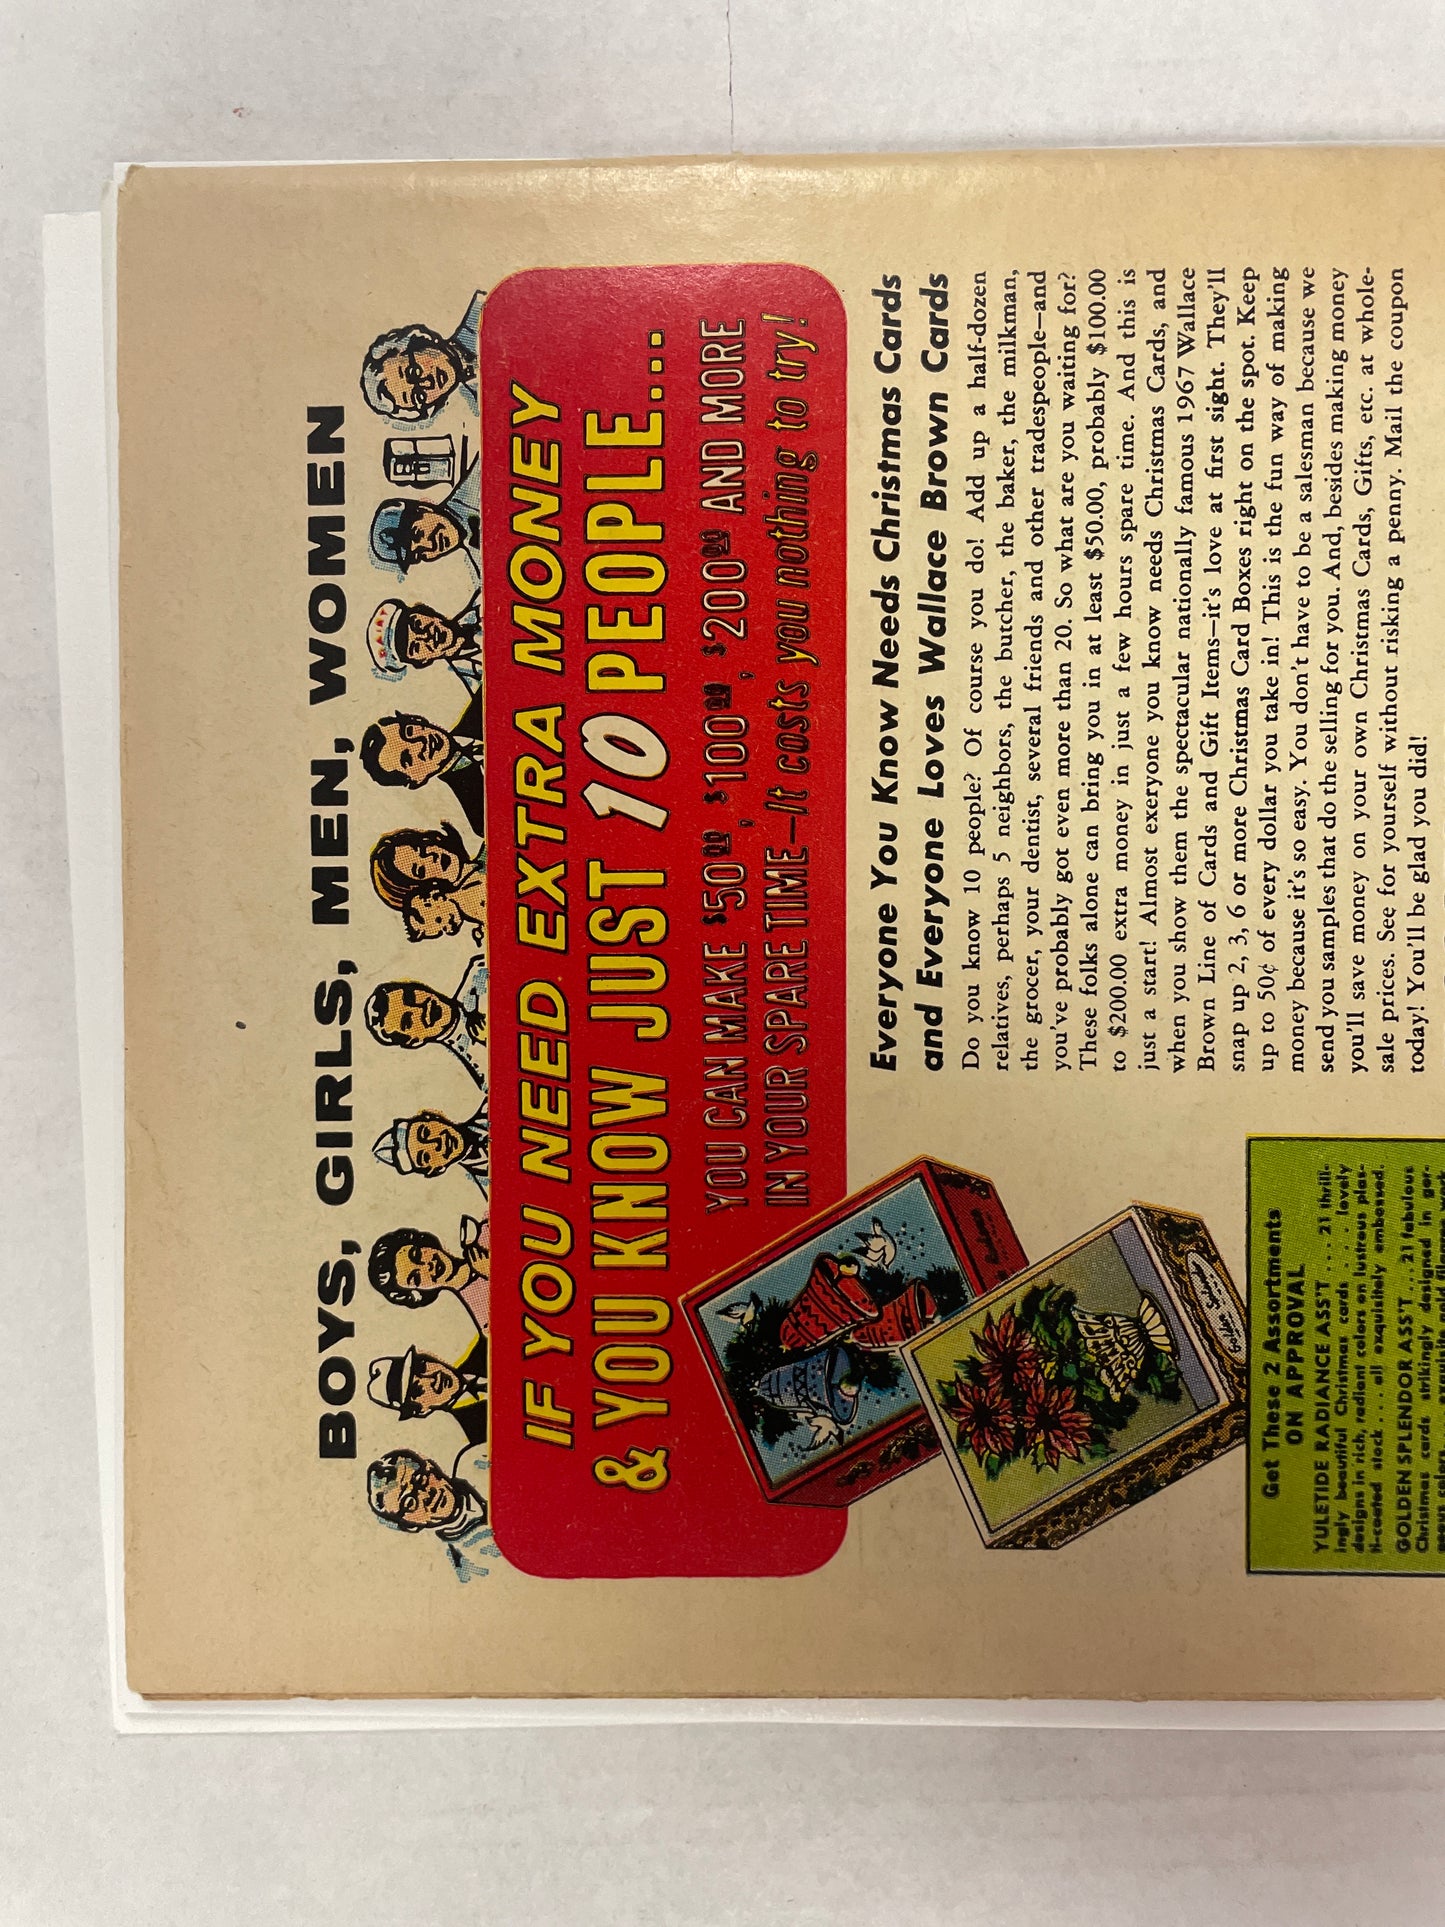 BOYS, GIRLS, MEN, WOMEN
DAIRY
IF YOU NEED EXTRA MONEY
& YOU KNOW JUST 10 PEOPLE...
YOU CAN MAKE $50.00, $100.00, $200.00 AND MORE
IN YOUR SPARE TIME—It costs you nothing to try!
Everyone You Know Needs Christmas Cards
and Everyone Loves Wallace Brown Cards
Do you know 10 people? Of course you do! Add up a half-dozen
relatives, perhaps 5 neighbors, the butcher, the baker, the milkman,
the grocer, your dentist, several friends and other tradespeople—and
you've probably got even more than 20. So what are you waiting for?
These folks alone can bring you in at least $50.00, probably $100.00
to $200.00 extra money in just a few hours spare time. And this is
just a start! Almost everyone you know needs Christmas Cards, and
when you show them the spectacular nationally famous 1967 Wallace
Brown Line of Cards and Gift Items—it's love at first sight. They'll
snap up 2, 3, 6 or more Christmas Card Boxes right on the spot. Keep
up to 50¢ of every dollar you take in! This is the fun way of making
money because it's so easy. You don't have to be a salesman because we
send you samples that do the selling for you. And, besides making money
you'll save money on your own Christmas Cards, Gifts, etc. at whole-
sale prices. See for yourself without risking a penny. Mail the coupon
today! You'll be glad you did!
Golden Splendor
Get These 2 Assortments
ON APPROVAL
YULETIDE RADIANCE ASS'T .... 21 thrill-
ingly beautiful Christmas cards .... lovely
designs in rich, radiant colors on lustrous plas-
ti-coated stock .... all exquisitely embossed.
GOLDEN SPLENDOR ASS'T .... 21 fabulous
Christmas cards strikingly designed in gor-